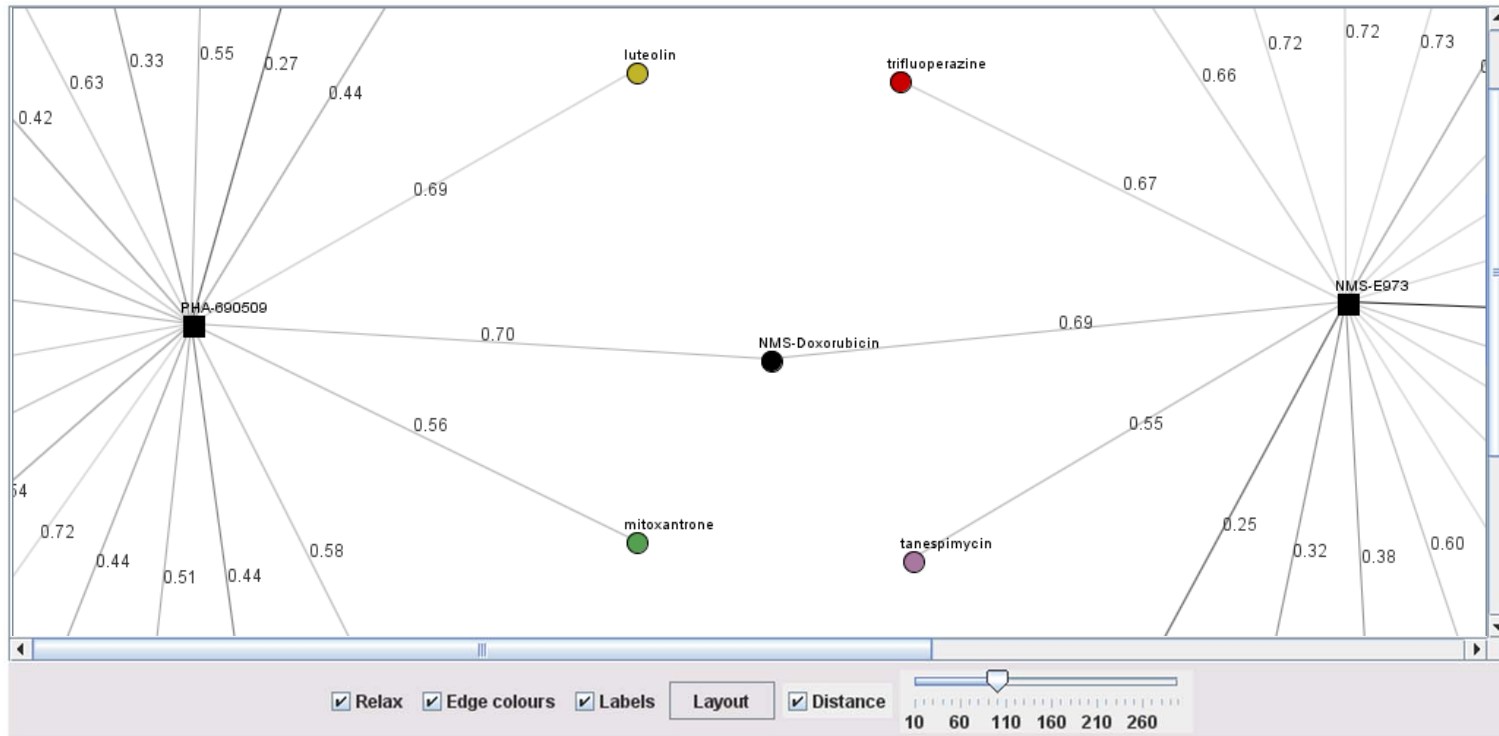 0.72
0.72
0.73
0.55
luteolin
0.33
0.27
trifluoperazine
0.66
0.63
0.44
0.42
0.69
0.67
NMS-E973
PHA-690509
0.70
0.69
NMS-Doxorubicin
0.56
0.55
54
mitoxantrone
0.25
0.72
tanespimycin
0.60
0.58
0.32
0.38
0.44
0.51
0.44
Relax
Edge colours
Labels
Layout
Distance
10 60 110 160 210 260